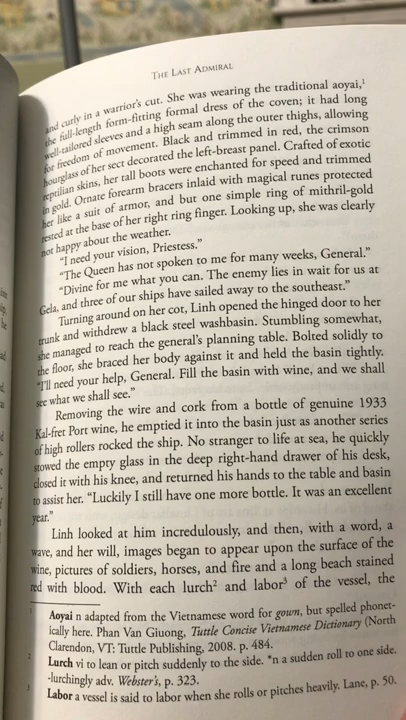 THE LAST ADMIRAL
and curly in a warrior's cut. She was wearing the traditional aoyai,¹
the full-length form-fitting formal dress of the coven; it had long
well-tailored sleeves and a high seam along the outer thighs, allowing
for freedom of movement. Black and trimmed in red, the crimson
hourglass of her sect decorated the left-breast panel. Crafted of exotic
reptilian skins, her tall boots were enchanted for speed and trimmed
in gold. Ornate forearm bracers inlaid with magical runes protected
her like a suit of armor, and but one simple ring of mithril-gold
rested at the base of her right ring finger. Looking up, she was clearly
not happy about the weather.
"I need your vision, Priestess."
"The Queen has not spoken to me for many weeks, General."
"Divine for me what you can. The enemy lies in wait for us at
Gela, and three of our ships have sailed away to the southeast."
Turning around on her cot, Linh opened the hinged door to her
trunk and withdrew a black steel washbasin. Stumbling somewhat,
she managed to reach the general's planning table. Bolted solidly to
the floor, she braced her body against it and held the basin tightly.
"I'll need your help, General. Fill the basin with wine, and we shall
see what we shall see."
Removing the wire and cork from a bottle of genuine 1933
Kal-fret Port wine, he emptied it into the basin just as another series
of high rollers rocked the ship. No stranger to life at sea, he quickly
stowed the empty glass in the deep right-hand drawer of his desk,
closed it with his knee, and returned his hands to the table and basin
to assist her. "Luckily I still have one more bottle. It was an excellent
year."
Linh looked at him incredulously, and then, with a word, a
wave, and her will, images began to appear upon the surface of the
wine, pictures of soldiers, horses, and fire and a long beach stained
red with blood. With each lurch² and labor³ of the vessel, the
1 Aoyai n adapted from the Vietnamese word for gown, but spelled phonet-
ically here. Phan Van Giuong, Tuttle Concise Vietnamese Dictionary (North
Clarendon, VT: Tuttle Publishing, 2008. p. 484.
2 Lurch vi to lean or pitch suddenly to the side. *n a sudden roll to one side.
-lurchingly adv. Webster's, p. 323.
3 Labor a vessel is said to labor when she rolls or pitches heavily. Lane, p. 50.